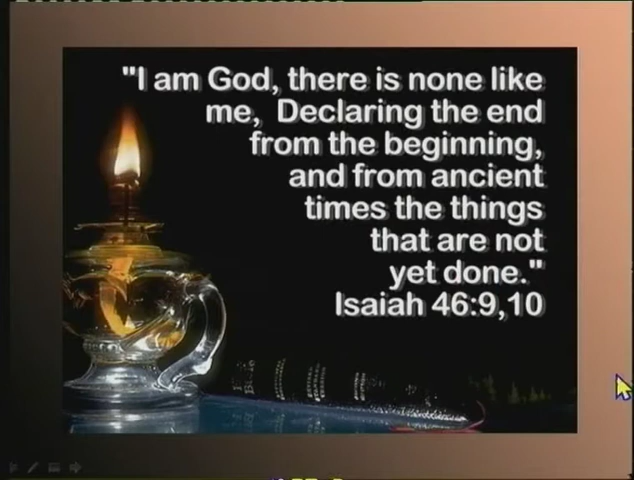 "I am God, there is none like
me, Declaring the end
from the beginning,
and from ancient
times the things
that are not
yet done."
Isaiah 46:9,10